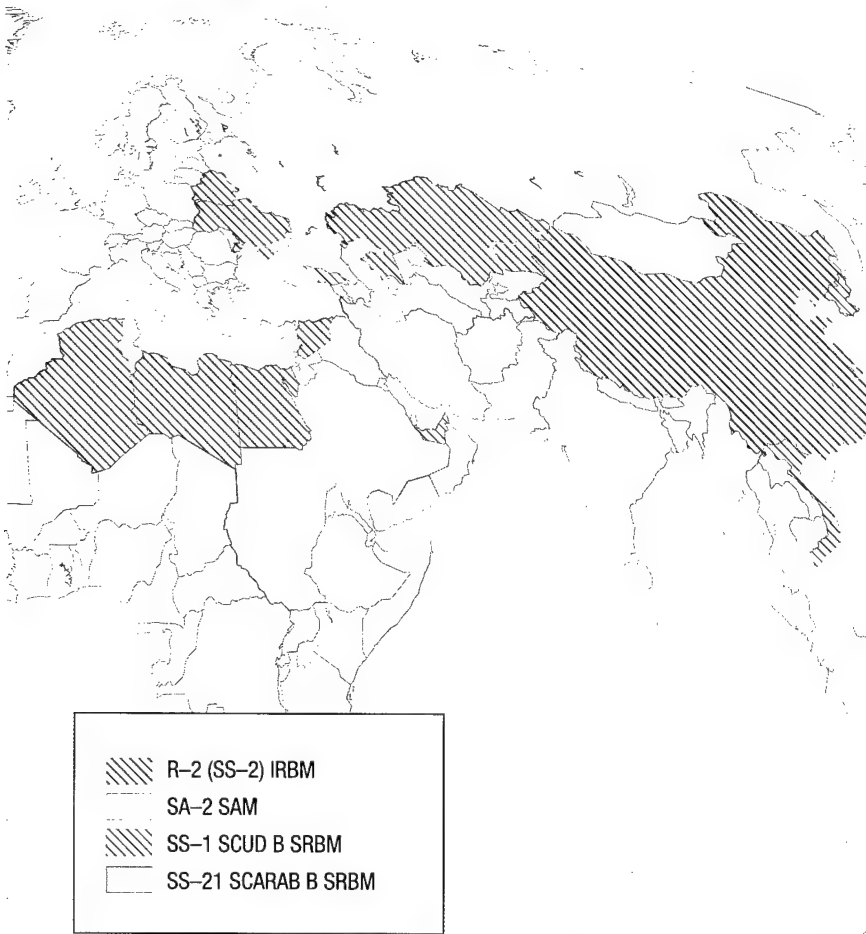 R–2 (SS–2) IRBM
SA–2 SAM
SS–1 SCUD B SRBM
SS–21 SCARAB B SRBM